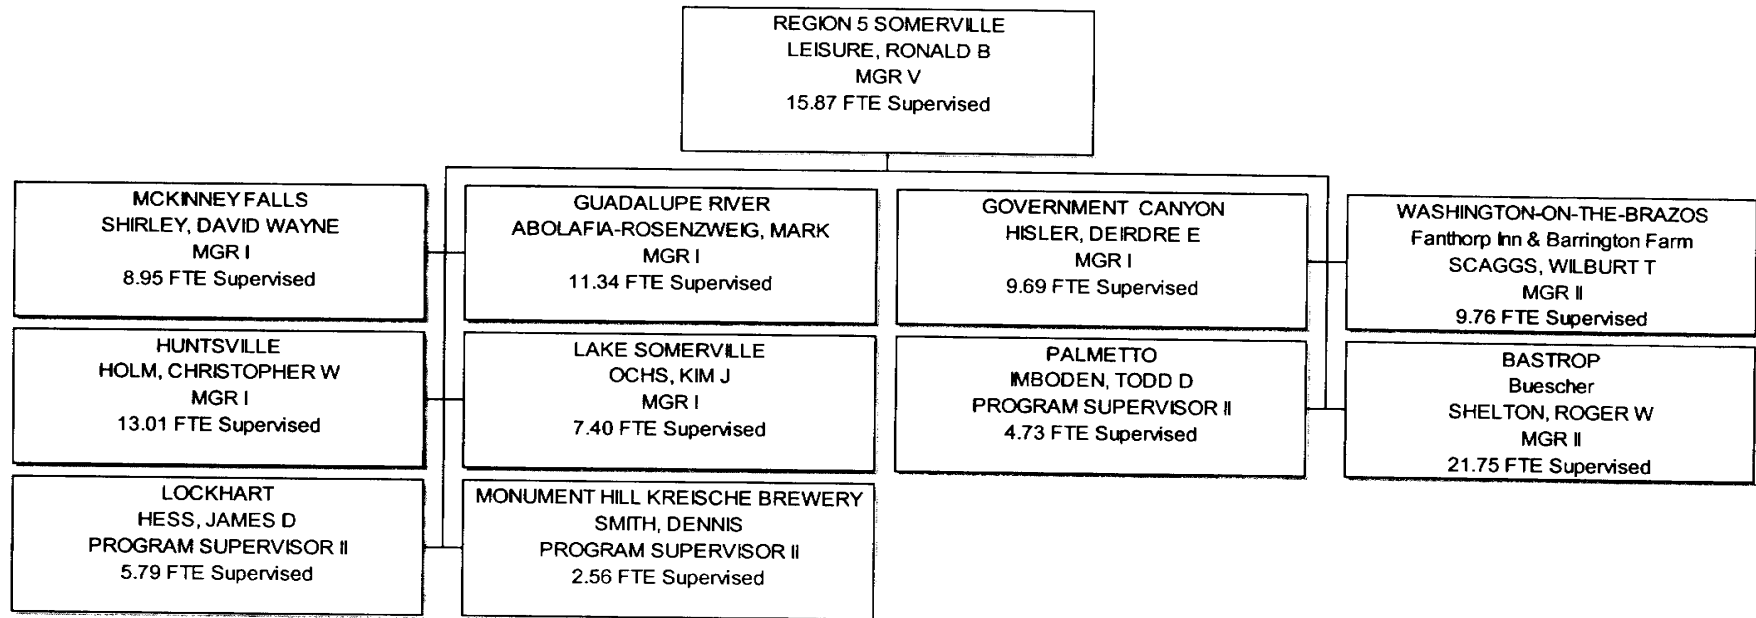 REGION 5 SOMERVILLE
LEISURE, RONALD B
MGR V
15.87 FTE Supervised
MCKINNEY FALLS
SHIRLEY, DAVID WAYNE
MGR I
8.95 FTE Supervised
GUADALUPE RIVER
ABOLAFIA-ROSENZWEIG, MARK
MGR I
11.34 FTE Supervised
GOVERNMENT CANYON
HISLER, DEIRDRE E
MGR I
9.69 FTE Supervised
WASHINGTON-ON-THE-BRAZOS
Fanthorp Inn & Barrington Farm
SCAGGS, WILBURT T
MGR II
9.76 FTE Supervised
HUNTSVILLE
HOLM, CHRISTOPHER W
MGR I
13.01 FTE Supervised
LAKE SOMERVILLE
OCHS, KIM J
MGR I
7.40 FTE Supervised
PALMETTO
IMBODEN, TODD D
PROGRAM SUPERVISOR II
4.73 FTE Supervised
BASTROP
Buescher
SHELTON, ROGER W
MGR II
21.75 FTE Supervised
LOCKHART
HESS, JAMES D
PROGRAM SUPERVISOR II
5.79 FTE Supervised
MONUMENT HILL KREISCHE BREWERY
SMITH, DENNIS
PROGRAM SUPERVISOR II
2.56 FTE Supervised